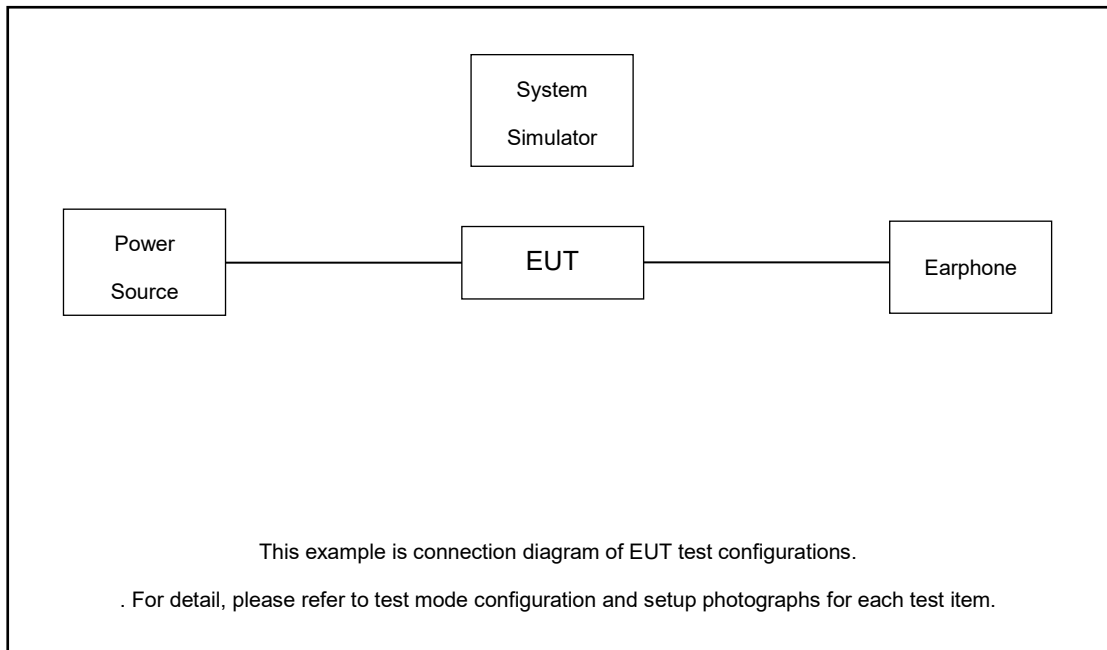 System
Simulator
Power
Source
EUT
Earphone
This example is connection diagram of EUT test configurations.
. For detail, please refer to test mode configuration and setup photographs for each test item.